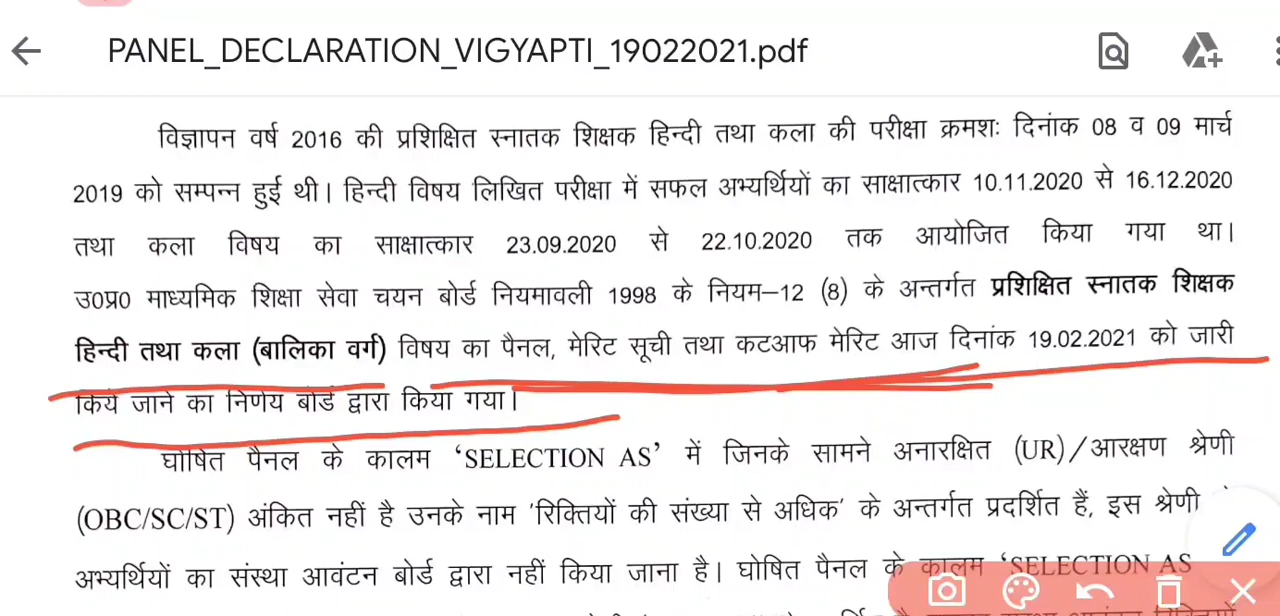 PANEL_DECLARATION_VIGYAPTI_19022021.pdf
विज्ञापन वर्ष 2016 की प्रशिक्षित स्नातक शिक्षक हिन्दी तथा कला की परीक्षा क्रमशः दिनांक 08 व 09 मार्च
2019 को सम्पन्न हुई थी। हिन्दी विषय लिखित परीक्षा में सफल अभ्यर्थियों का साक्षात्कार 10.11.2020 से 16.12.2020
तथा कला विषय का साक्षात्कार 23.09.2020 से 22.10.2020 तक आयोजित किया गया था।
उ0प्र0 माध्यमिक शिक्षा सेवा चयन बोर्ड नियमावली 1998 के नियम–12 (8) के अन्तर्गत प्रशिक्षित स्नातक शिक्षक
हिन्दी तथा कला (बालिका वर्ग) विषय का पैनल, मेरिट सूची तथा कटआफ मेरिट आज दिनांक 19.02.2021 को जारी
किये जाने का निर्णय बोर्ड द्वारा किया गया।
घोषित पैनल के कालम ‘SELECTION AS’ में जिनके सामने अनारक्षित (UR)/आरक्षण श्रेणी
(OBC/SC/ST) अंकित नहीं है उनके नाम 'रिक्तियों की संख्या से अधिक' के अन्तर्गत प्रदर्शित हैं, इस श्रेणी
अभ्यर्थियों का संस्था आवंटन बोर्ड द्वारा नहीं किया जाना है। घोषित पैनल के कालम ‘SELECTION AS